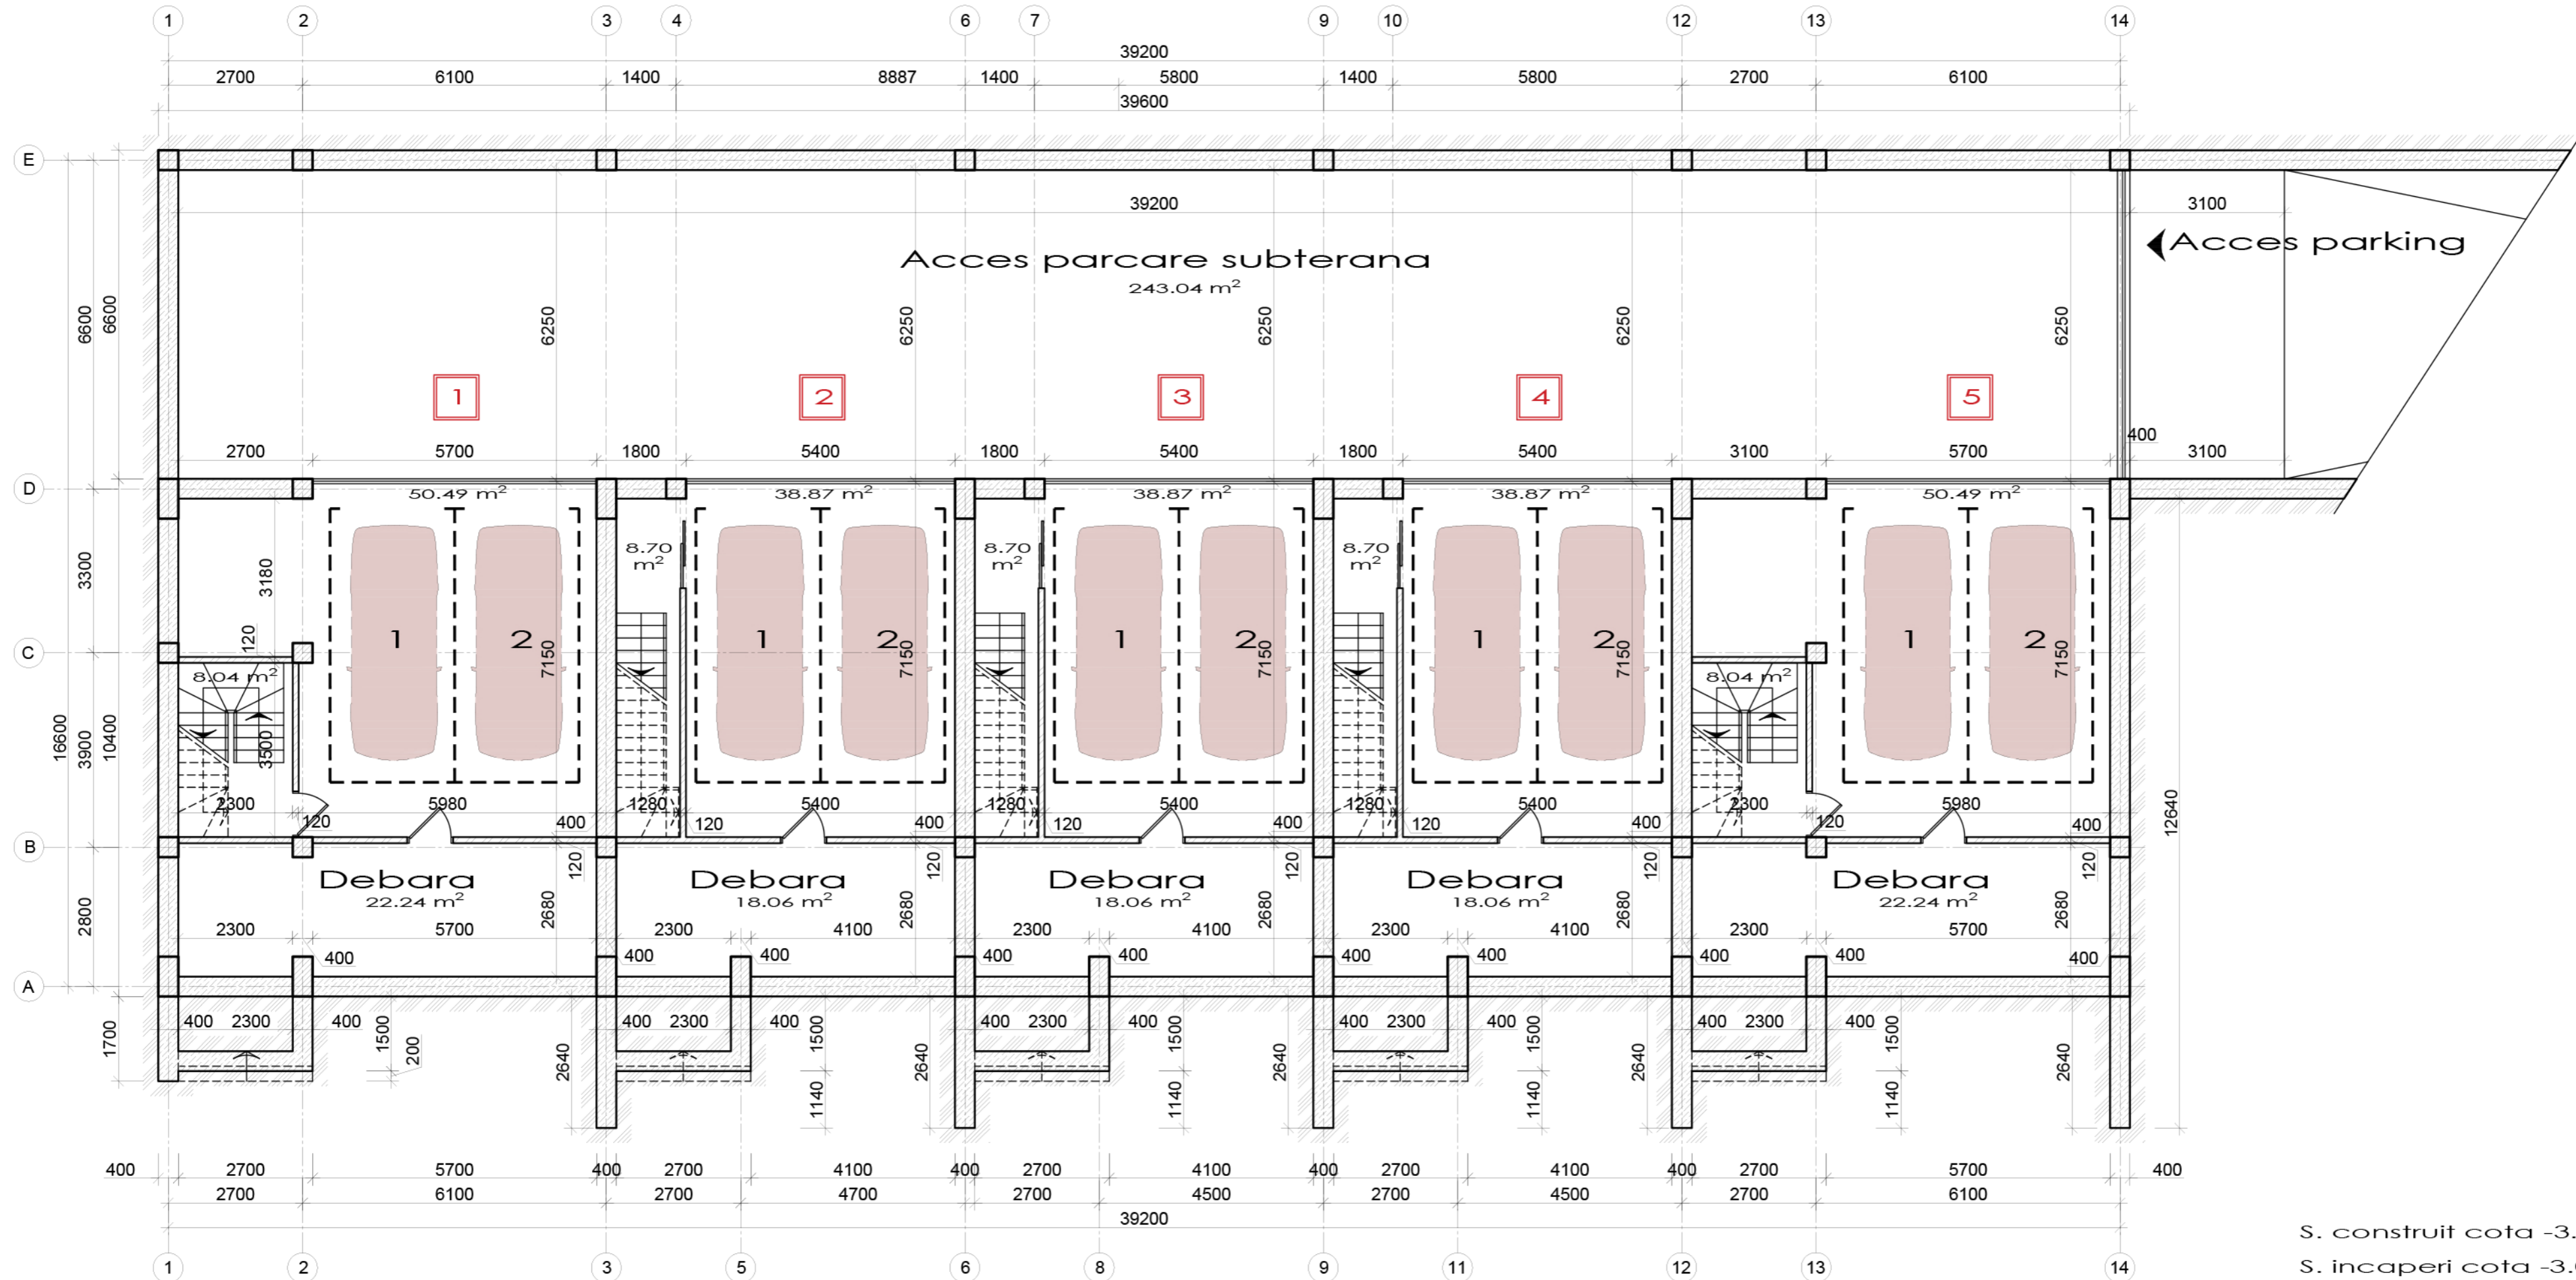 1 2 3 4 6 7 9 10 12 13 14
39200
2700 6100 1400 8887 1400 5800 1400 5800 2700 6100
39600
E
39200 3100
Acces parcare subterana
243.04 m²
Acces parking
6600 6600 6250 6250 6250 6250 6250
1 2 3 4 5
400
2700 5700 1800 5400 1800 5400 1800 5400 3100 5700 3100
D
50.49 m² 38.87 m² 38.87 m² 38.87 m² 50.49 m²
8.70 8.70 8.70
m² m² m²
3300 3180
120
1 2 1 2 1 2 1 2 1 2
7150 7150 7150 7150 7150
C
8.04 m² 8.04 m²
16600 3900 10400 3500
2300 5980 1280 5400 1280 5400 1280 5400 2300 5980
120 400 120 400 120 400 120 400 120 400
12640
B
120 120 120 120 120
Debara Debara Debara Debara Debara
22.24 m² 18.06 m² 18.06 m² 18.06 m² 22.24 m²
2800 2680 2680 2680 2680 2680
2300 5700 2300 4100 2300 4100 2300 4100 2300 5700
400 400 400 400 400 400 400 400 400 400
A
400 2300 400 400 2300 400 400 2300 400 400 2300 400 400 2300 400
1700 1500 200 2640 1500 2640 1500 2640 1500 2640 1500 2640
1140 1140 1140 1140
400 2700 5700 400 2700 4100 400 2700 4100 400 2700 4100 400 2700 5700 400
2700 6100 2700 4700 2700 4500 2700 4500 2700 6100
39200
1 2 3 5 6 8 9 11 12 13 14
S. construit cota -3.
S. incaperi cota -3.